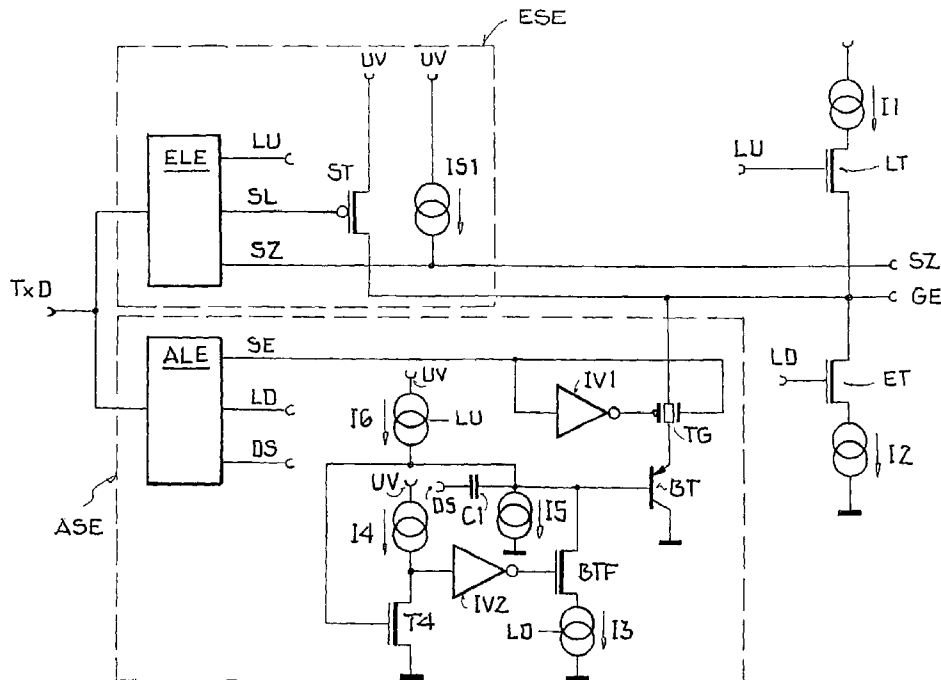 ESE
UV UV
I1
ELE
LU
LU
LT
ST
IS1
SL
SZ
SZ
TxD
GE
ALE
SE
LD
ET
UV
IV1
LD
I6
LU
TG
DS
I2
UV
DS
C1
I5
BT
ASE
I4
BTF
IV2
T4
LD
I3